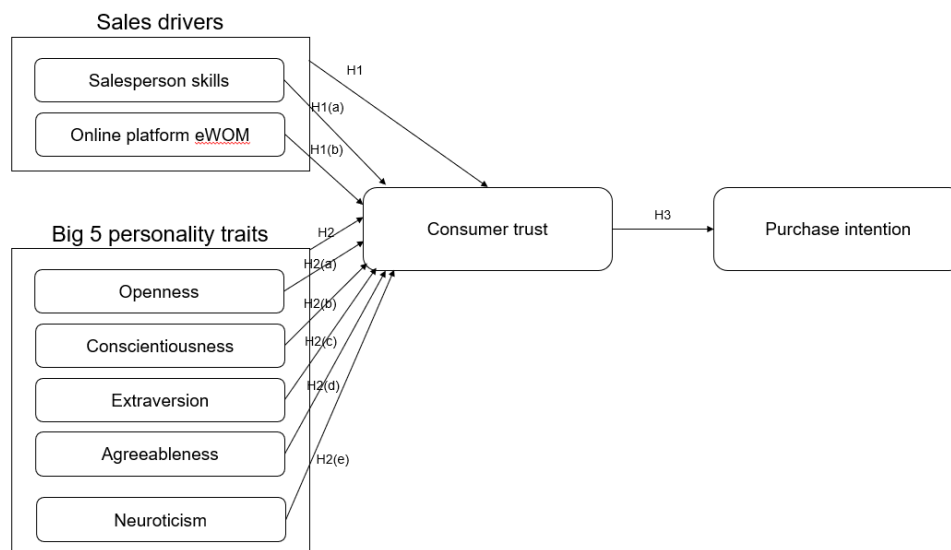 Sales drivers
Salesperson skills
Online platform eWOM
H1
H1(a)
H1(b)
Big 5 personality traits
Openness
Conscientiousness
Extraversion
Agreeableness
Neuroticism
H2
H2(a)
H2(b)
H2(c)
H2(d)
H2(e)
Consumer trust
H3
Purchase intention